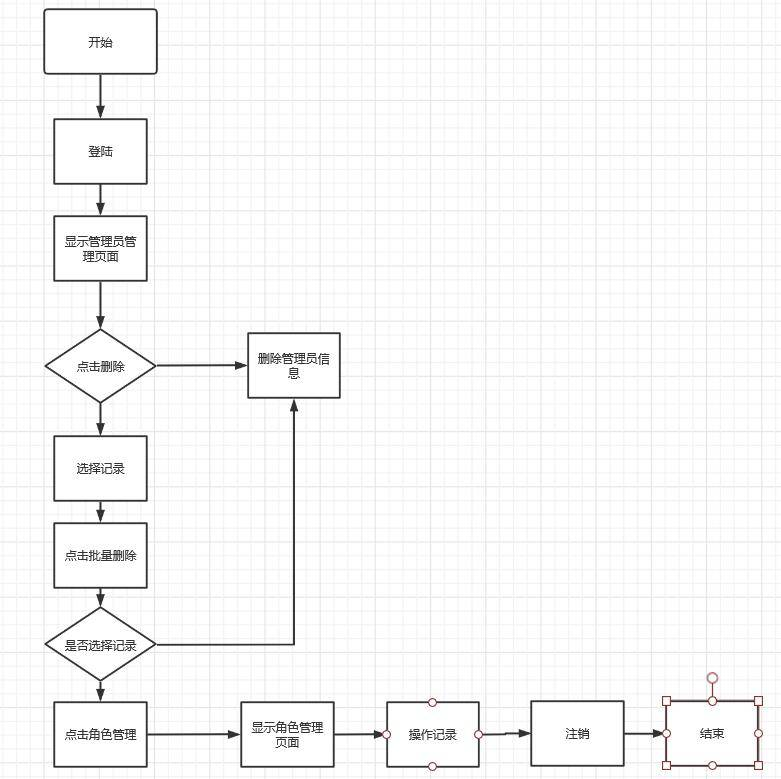 开始
登陆
显示管理员管
理页面
点击删除
删除管理员信
息
选择记录
点击批量删除
是否选择记录
点击角色管理
显示角色管理
页面
操作记录
注销
结束